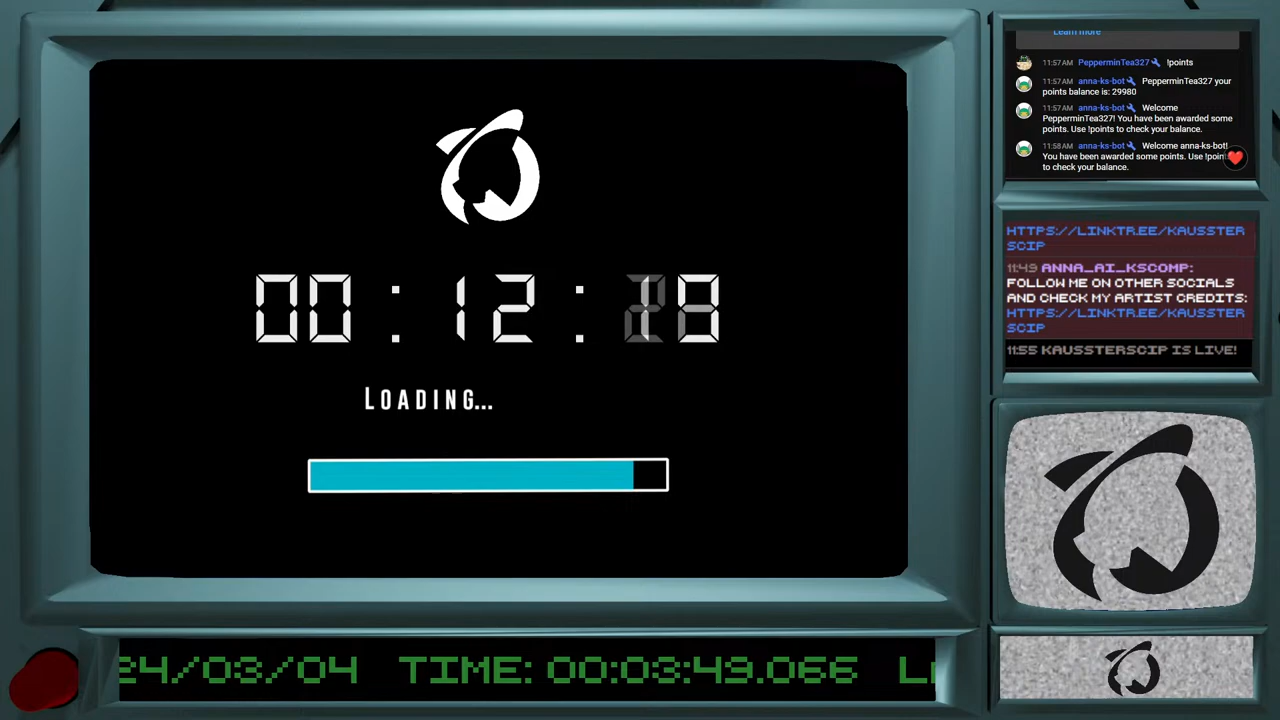 00 : 12 : 19
LOADING...
24/03/04 TIME: 00:03:49.066
Learn more
11:57 AM PepperminTea327 !points
11:57 AM anna-ks-bot PepperminTea327 your
points balance is: 29980
11:57 AM anna-ks-bot Welcome
PepperminTea327! You have been awarded some
points. Use !points to check your balance.
11:58 AM anna-ks-bot Welcome anna-ks-bot!
You have been awarded some points. Use !point
to check your balance.
HTTPS://LINKTR.EE/KAUSSTER
SCIP
11:49 ANNA_AI_KSCOMP:
FOLLOW ME ON OTHER SOCIALS
AND CHECK MY ARTIST CREDITS:
HTTPS://LINKTR.EE/KAUSSTER
SCIP
11:55 KAUSSTERSCIP IS LIVE!